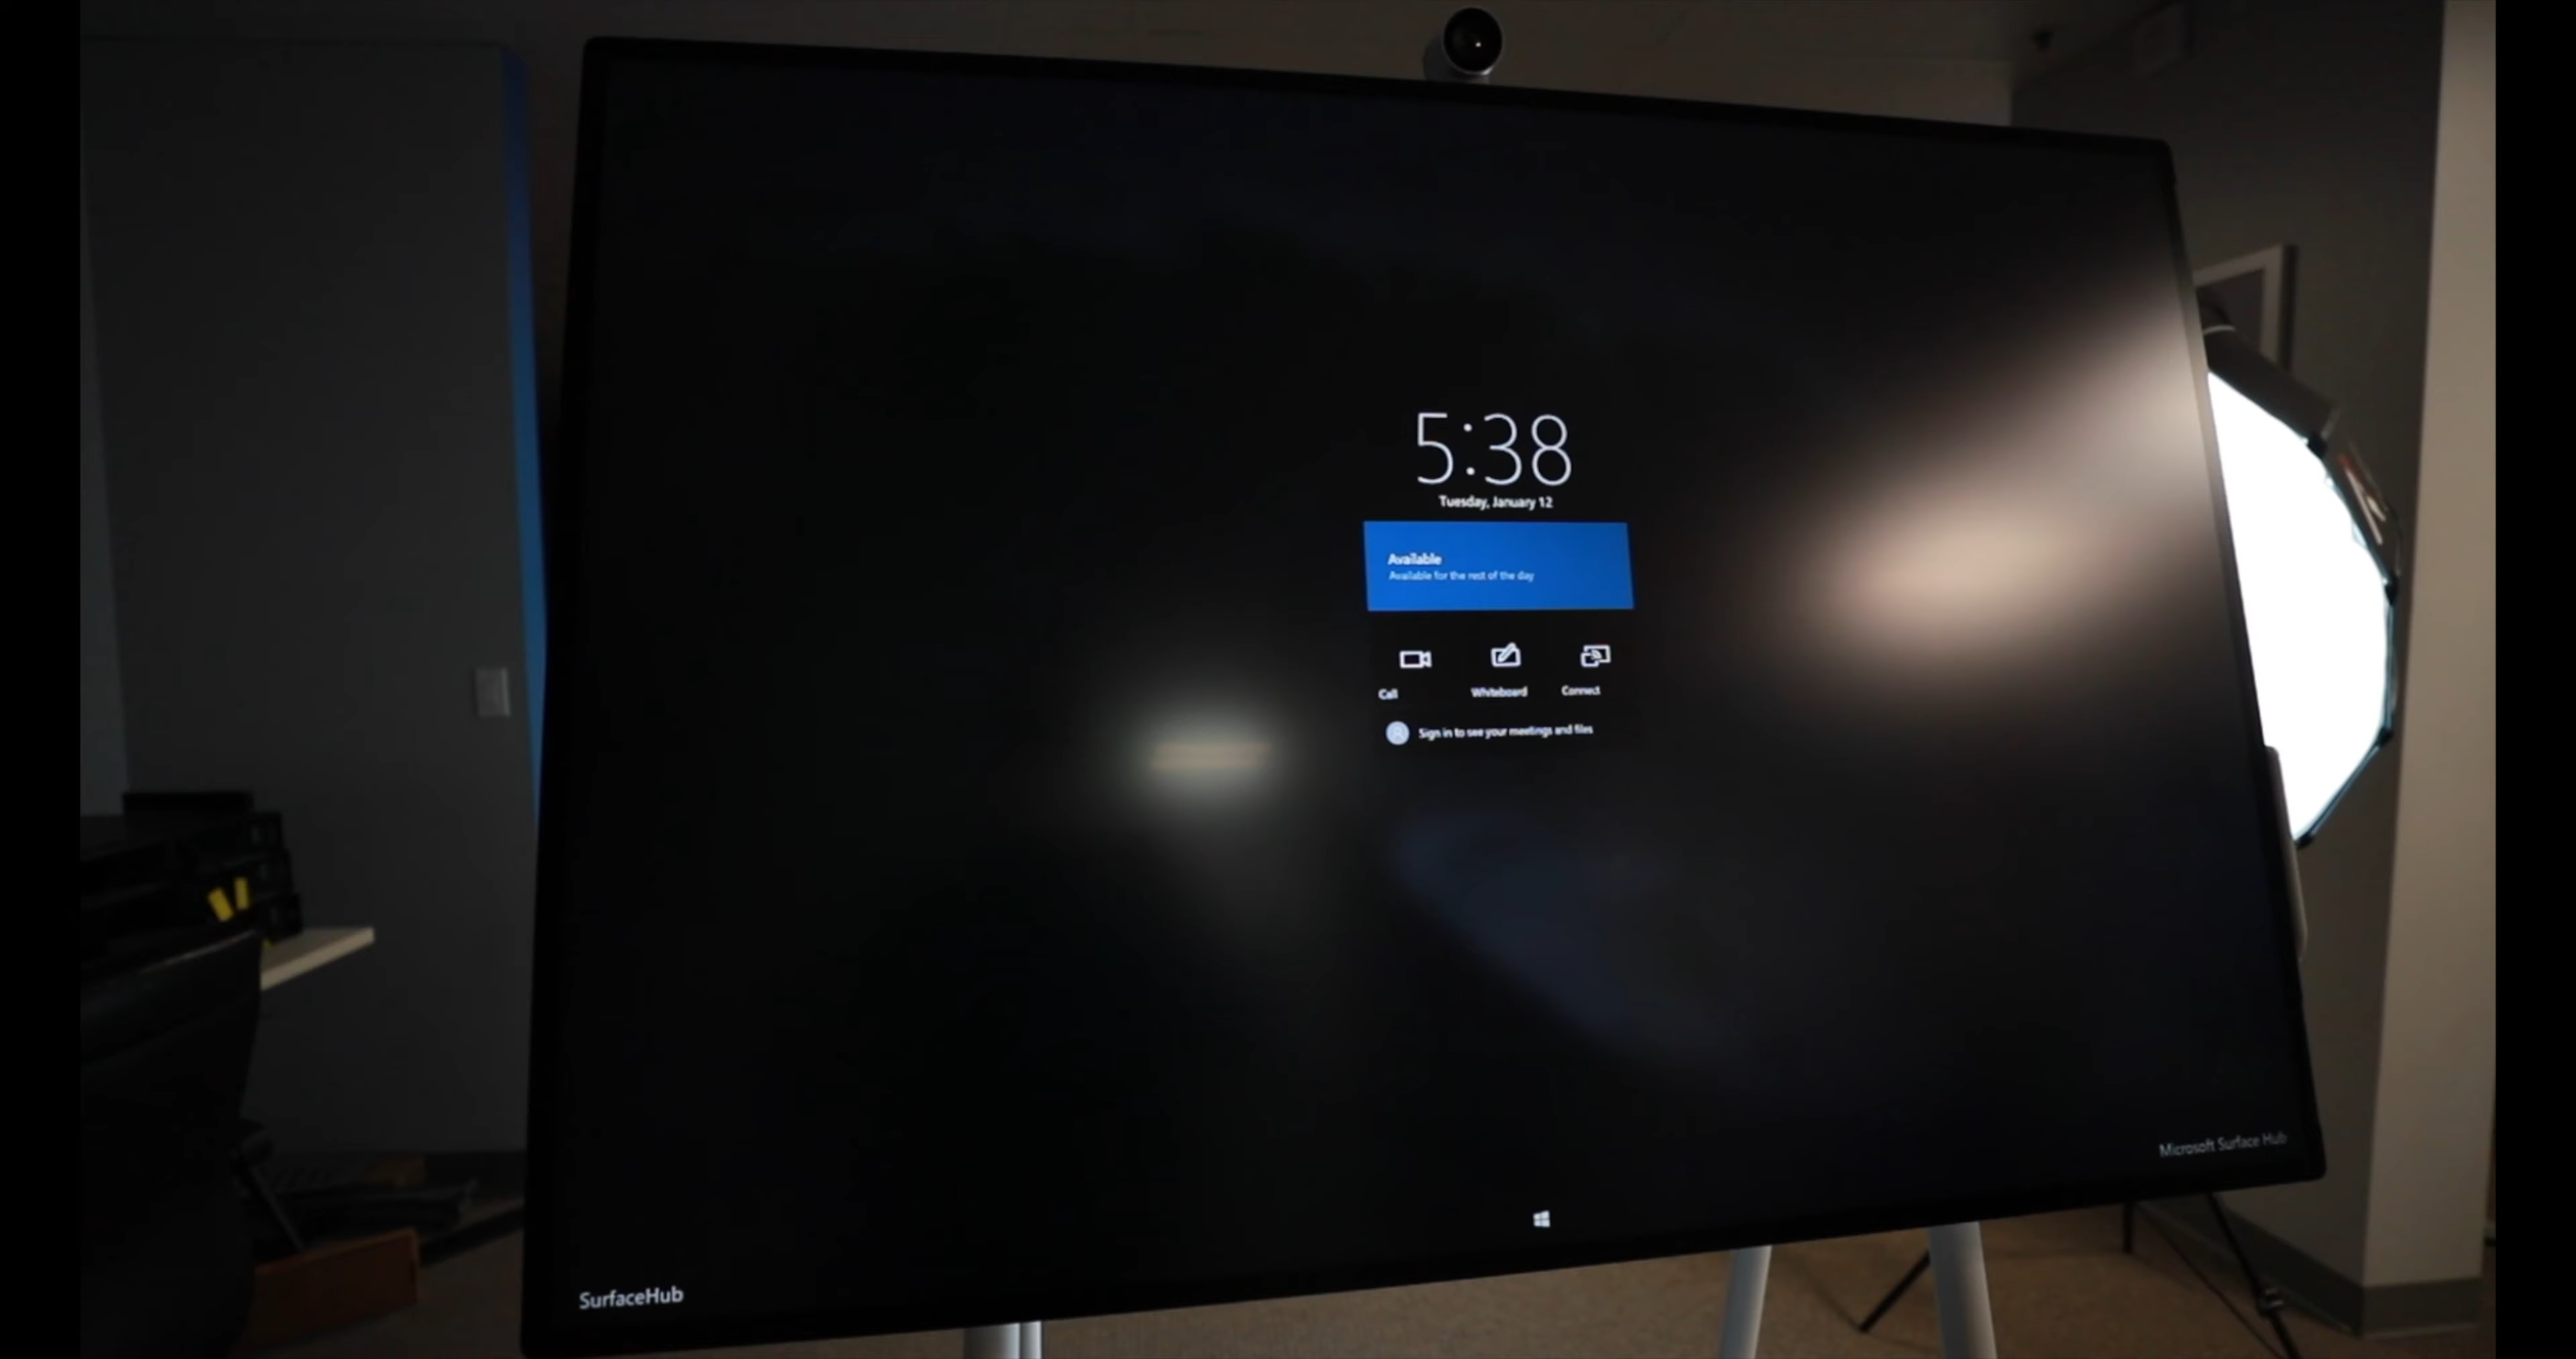 5:38
Tuesday, January 12
Available
Available for the rest of the day
Call
Whiteboard
Connect
Sign in to see your meetings and files
Microsoft Surface Hub
SurfaceHub